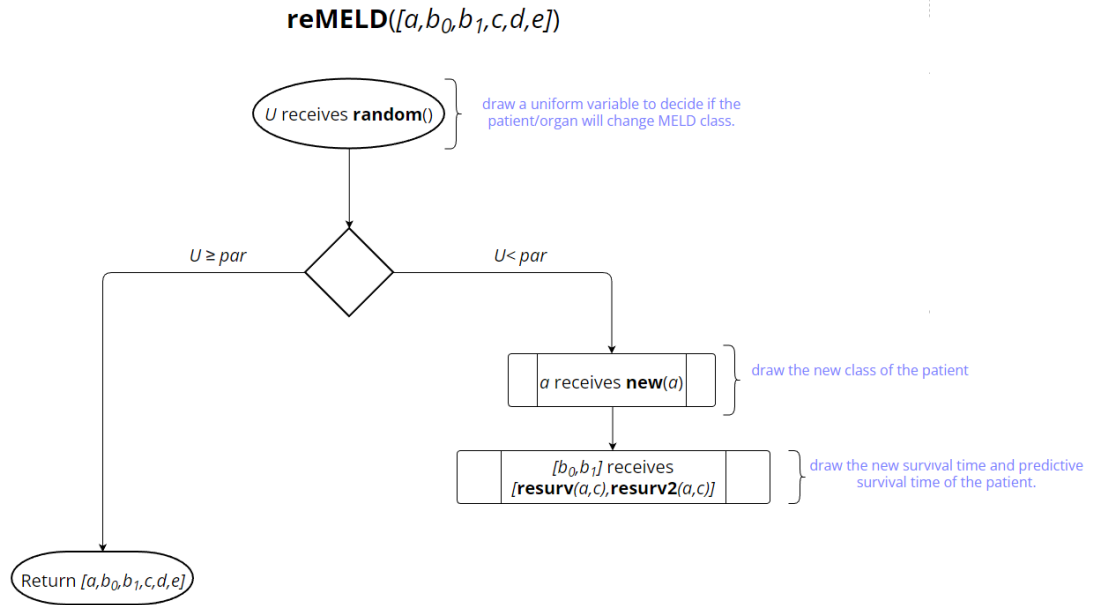 reMELD([a,b0,b1,c,d,e])
U receives random()
draw a uniform variable to decide if the
patient/organ will change MELD class.
U ≥ par
U< par
a receives new(a)
draw the new class of the patient
[b0,b1] receives
[resurv(a,c),resurv2(a,c)]
draw the new survival time and predictive
survival time of the patient.
Return [a,b0,b1,c,d,e]